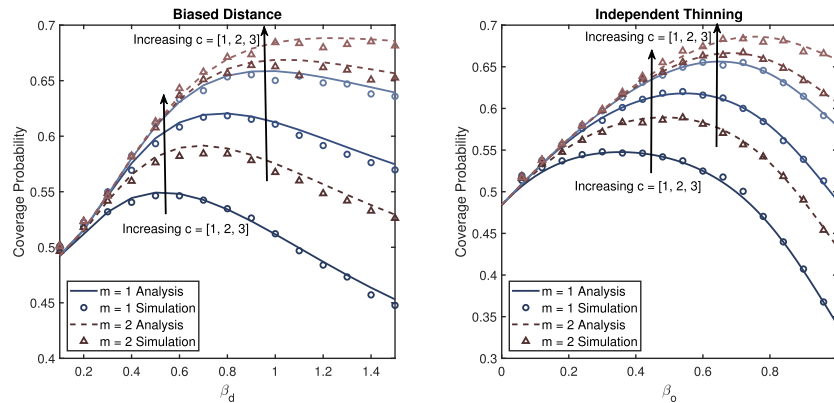 Biased Distance
Increasing c = [1, 2, 3]
Increasing c = [1, 2, 3]
Coverage Probability
0.7
0.65
0.6
0.55
0.5
0.45
0.4
m = 1 Analysis
m = 1 Simulation
m = 2 Analysis
m = 2 Simulation
0.2 0.4 0.6 0.8 1 1.2 1.4
β_d
Independent Thinning
Increasing c = [1, 2, 3]
Increasing c = [1, 2, 3]
Coverage Probability
0.7
0.65
0.6
0.55
0.5
0.45
0.4
0.35
0.3
m = 1 Analysis
m = 1 Simulation
m = 2 Analysis
m = 2 Simulation
0 0.2 0.4 0.6 0.8
β_o